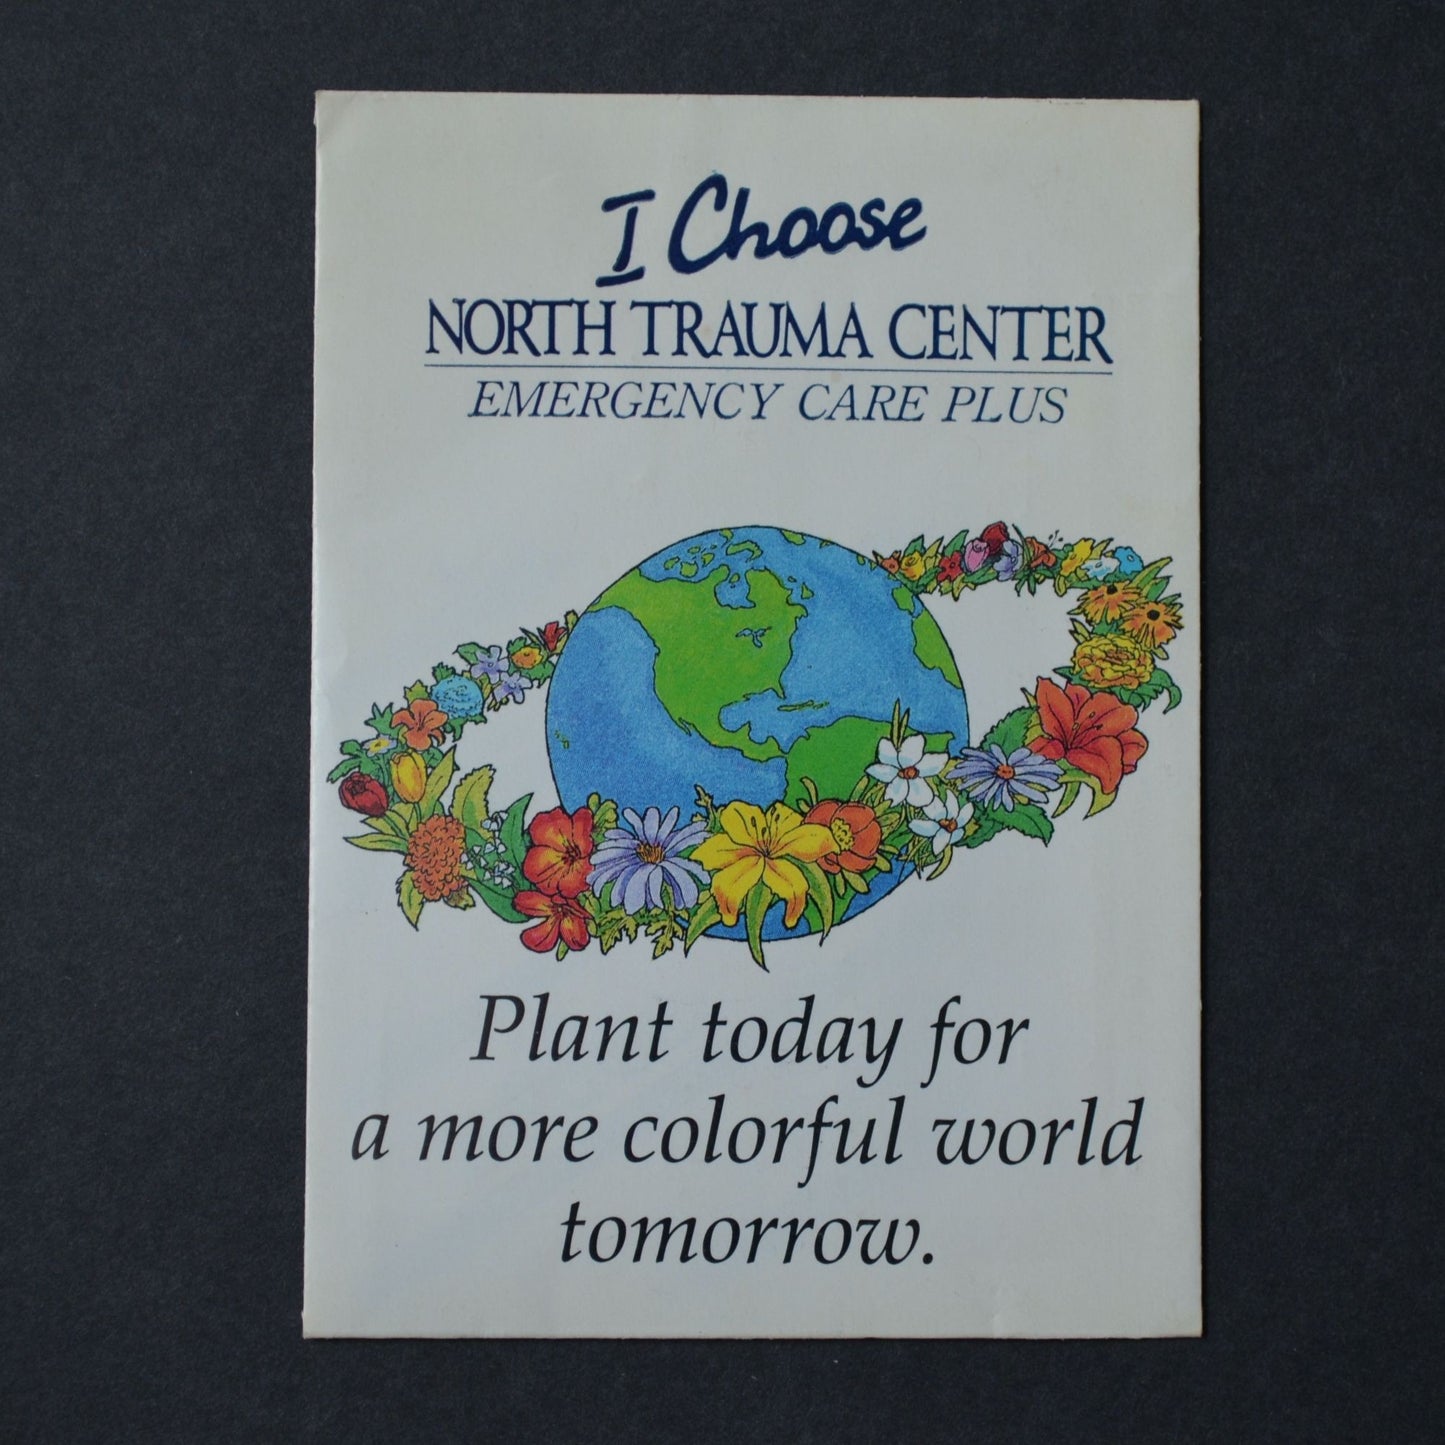 I Choose
NORTH TRAUMA CENTER
EMERGENCY CARE PLUS
Plant today for
a more colorful world
tomorrow.